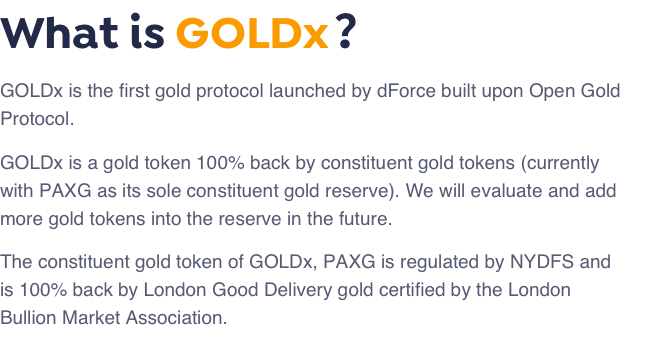 What is GOLDx?
GOLDx is the first gold protocol launched by dForce built upon Open Gold
Protocol.
GOLDx is a gold token 100% back by constituent gold tokens (currently
with PAXG as its sole constituent gold reserve). We will evaluate and add
more gold tokens into the reserve in the future.
The constituent gold token of GOLDx, PAXG is regulated by NYDFS and
is 100% back by London Good Delivery gold certified by the London
Bullion Market Association.